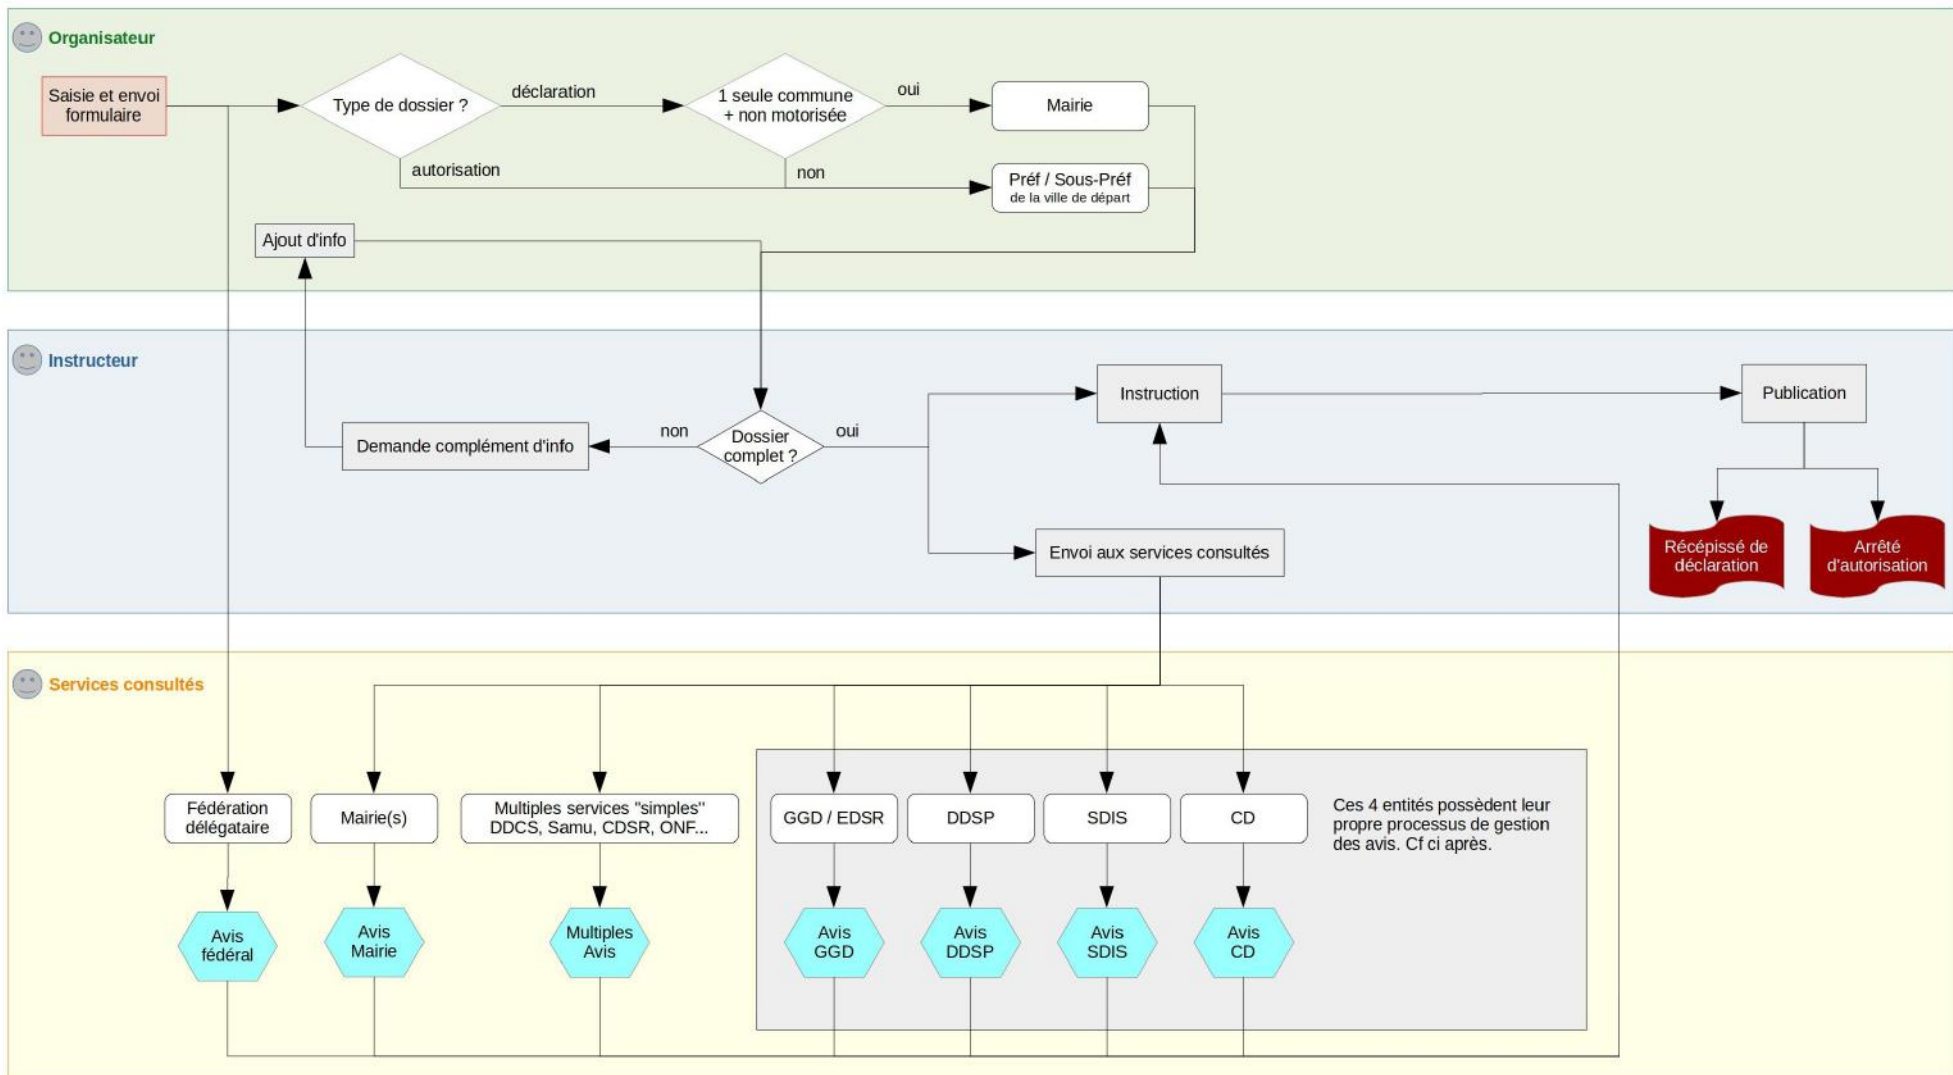 Organisateur
Saisie et envoi
formulaire
Type de dossier ?
déclaration
1 seule commune
+ non motorisée
oui
Mairie
autorisation
non
Préf / Sous-Préf
de la ville de départ
Ajout d'info
Instructeur
Instruction
Publication
Demande complément d'info
non
Dossier
complet ?
oui
Envoi aux services consultés
Récépissé de
déclaration
Arrêté
d'autorisation
Services consultés
Fédération
délégataire
Mairie(s)
Multiples services "simples"
DDCS, Samu, CDSR, ONF...
GGD / EDSR
DDSP
SDIS
CD
Ces 4 entités possèdent leur
propre processus de gestion
des avis. Cf ci après.
Avis
fédéral
Avis
Mairie
Multiples
Avis
Avis
GGD
Avis
DDSP
Avis
SDIS
Avis
CD